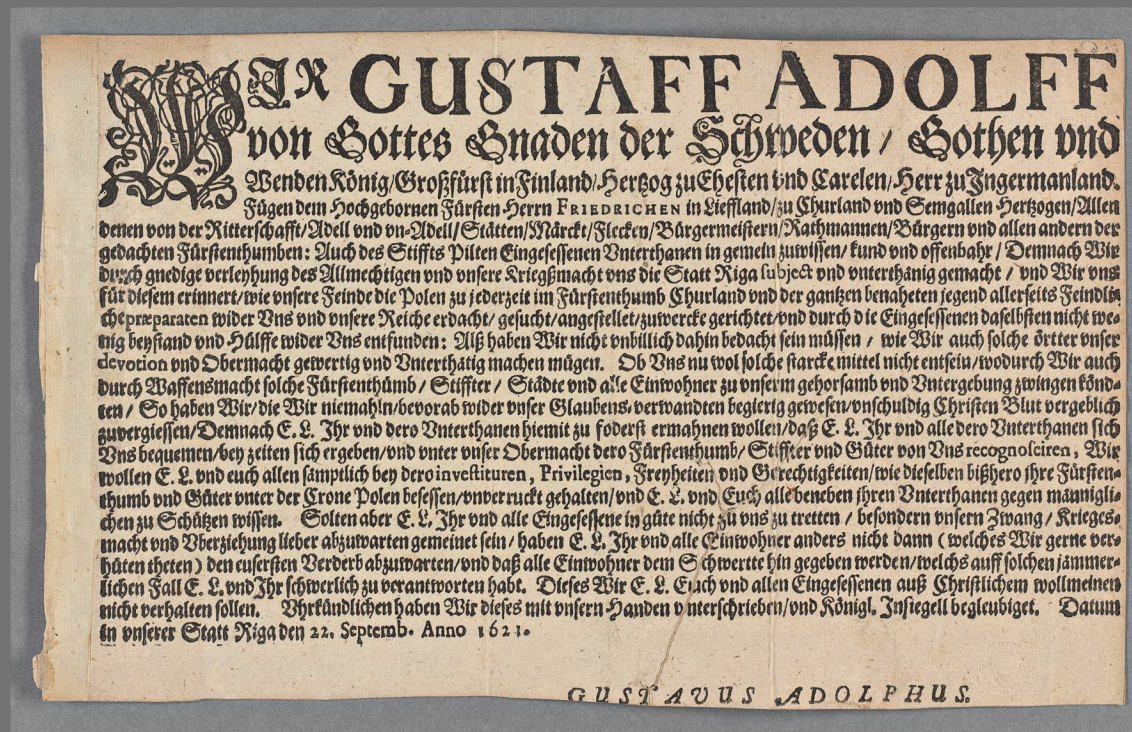 WIR GUSTAFF ADOLFF
von Gottes Gnaden der Schweden / Gothen vnd
Wenden König/Großfürst in Finland/Hertzog zu Ehesten vnd Carelen/Herr zu Ingermanland.
Fügen dem Hochgebornen Fürsten Herrn FRIEDRICHEN in Lieffland/zu Churland vnd Semgallen Hertzogen/Allen
denen von der Ritterschafft/Adell vnd vn-Adell/Stätten/Märckt/Flecken/Bürgermeistern/Rathmannen/Bürgern vnd allen andern der
gedachten Fürstenthumben: Auch des Stiffts Pilten Eingesessenen Vnterthanen in gemein zuwissen/kund vnd offenbahr/Demnach Wir
durch gnedige verleyhung des Allmechtigen vnd vnsere Kriegßmacht vns die Statt Riga subject vnd vnterthänig gemacht / vnd Wir vns
für diesem erinnert/wie vnsere Feinde die Polen zu jederzeit im Fürstenthumb Churland vnd der gantzen benaheten jegend allerseits Feindli-
che præparaten wider Vns vnd vnsere Reiche erdacht/gesucht/angestellet/zuwercke gerichtet/vnd durch die Eingesessenen daselbsten nicht we-
nig beystand vnd Hülffe wider Vns entfunden: Alß haben Wir nicht vnbillich dahin bedacht sein müssen / wie Wir auch solche örtter vnser
devotion vnd Obermacht gewertig vnd Vnterthätig machen mügen. Ob Vns nu wol solche starcke mittel nicht entsein/wodurch Wir auch
durch Waffensmacht solche Fürstenthümb/Stiffter/Städte vnd alle Einwohner zu vnserm gehorsamb vnd Vntergebung zwingen könd-
ten/So haben Wir/die Wir niemahln/bevorab wider vnser Glaubens-verwandten begierig gewesen/vnschuldig Christen Blut vergeblich
zuvergiessen/Demnach E. L. Ihr vnd dero Vnterthanen hiemit zu foderst ermahnen wollen/daß E. L. Ihr vnd alle dero Vnterthanen sich
Vns bequemen/bey zeiten sich ergeben/vnd vnter vnser Obermacht dero Fürstenthumb/Stiffter vnd Güter von Vns recognosciren, Wir
wollen E. L. vnd euch allen sämptlich bey dero investituren, Privilegien, Freyheiten vnd Gerechtigkeiten/wie dieselben bißhero ihre Fürsten-
thumb vnd Güter vnter der Crone Polen besessen/vnverruckt gehalten/vnd E. L. vnd Euch alle beneben ihren Vnterthanen gegen männigli-
chen zu Schützen wissen. Solten aber E. L. Ihr vnd alle Eingesessene in güte nicht zu vns zu tretten / besondern vnsern Zwang / Krieges-
macht vnd Vberziehung lieber abzuwarten gemeinet sein / haben E. L. Ihr vnd alle Einwohner anders nicht dann (welches Wir gerne ver-
hüten theten) den eusersten Verderb abzuwarten/vnd daß alle Einwohner dem Schwertte hin gegeben werden/welchs auff solchen jämmer-
lichen Fall E. L. vnd Ihr schwerlich zu verantworten habt. Dieses Wir E. L. Euch vnd allen Eingesessenen auß Christlichem wollmeinen
nicht verhalten sollen. Vhrkündlichen haben Wir dieses mit vnsern Handen vnterschrieben/vnd Königl. Insiegell begleubiget. Datum
in vnserer Statt Riga den 22. Septemb. Anno 1621.
GUSTAVUS ADOLPHUS.